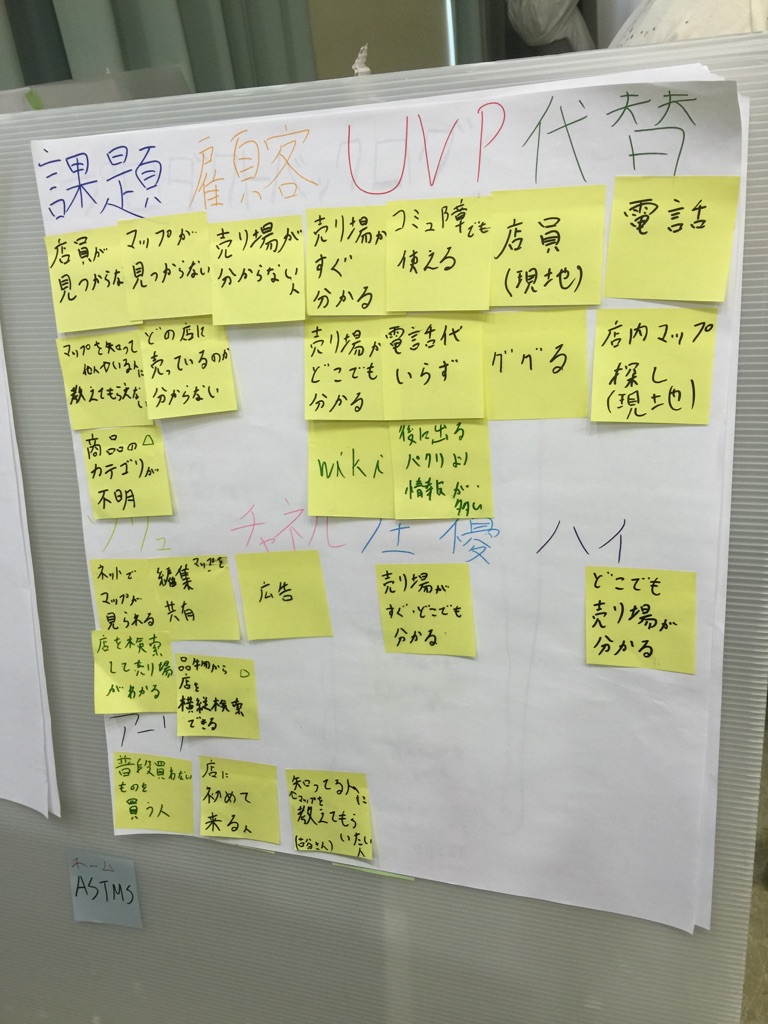 課題 顧客 UVP 代替
店員が
見つからな
マップが
見つからない
売り場が
分からない
人
売り場が
すぐ
分かる
コミュ障でも
使える
店員
(現地)
電話
マップを知って
いる人に
教えてもらえない
どの店に
売っているのか
分からない
売り場が
どこでも
分かる
電話代
いらず
ググる
店内マップ
探し
(現地)
商品の
カテゴリが
不明
wiki
後に出る
パクリより
情報が
多い
ソリュ チャネル 圧 優 ハイ
ネットで
マップが
見られる
編集 マップを
共有
広告
売り場が
すぐ・どこでも
分かる
どこでも
売り場が
分かる
店を検索
して売り場
がわかる
品名から
店を
横縦検索
できる
アーリ
普段買わない
ものを
買う人
店に
初めて
来る人
知ってる人に
マップを
教えてもら
いたい
人
(古谷さん)
ホーム
ASTMS